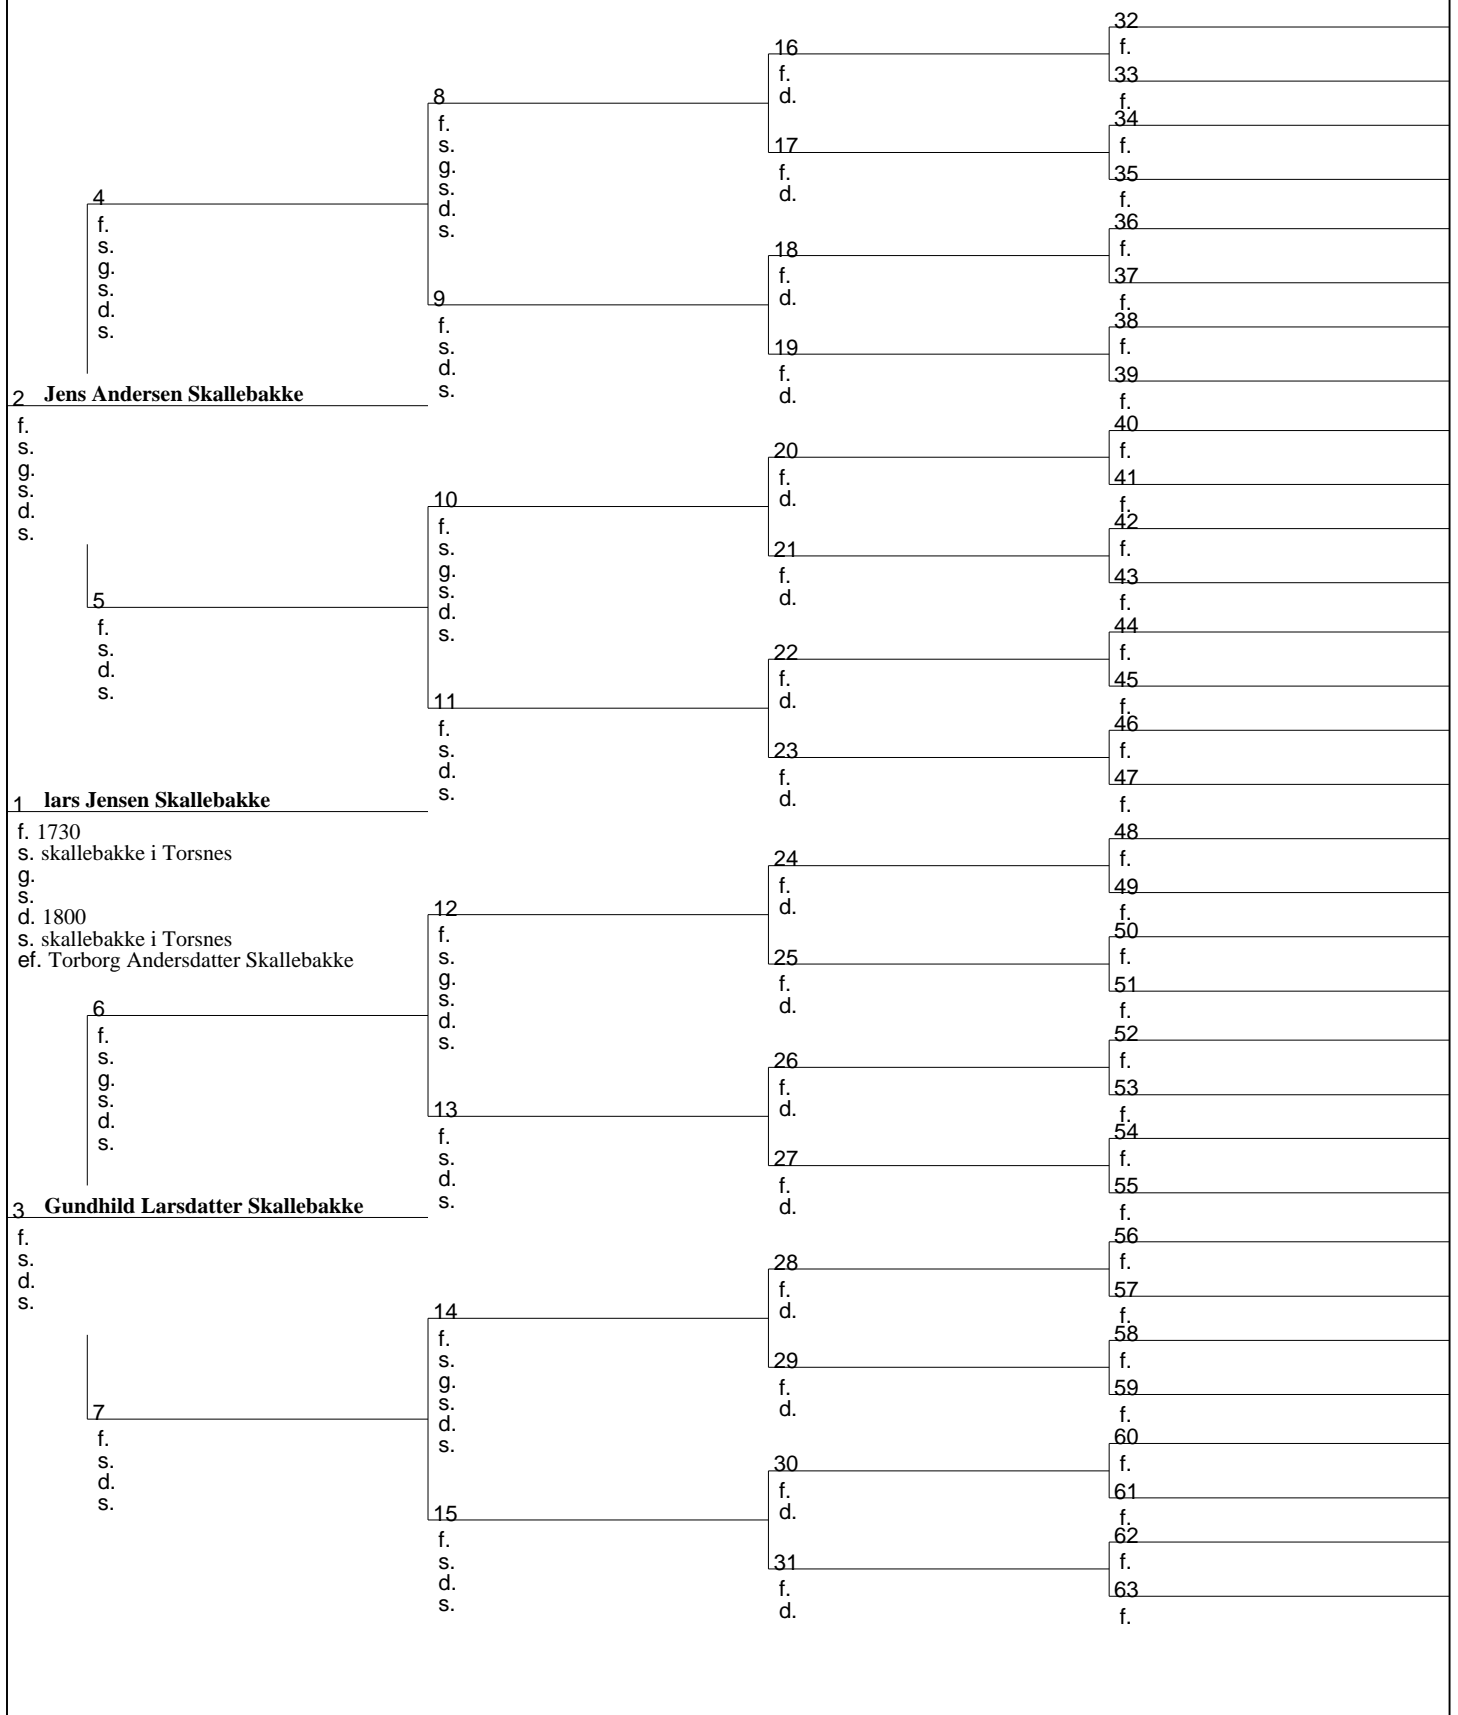 4
f.
s.
g.
s.
d.
s.
2 Jens Andersen Skallebakke
f.
s.
g.
s.
d.
s.
5
f.
s.
d.
s.
1 lars Jensen Skallebakke
f. 1730
s. skallebakke i Torsnes
g.
s.
d. 1800
s. skallebakke i Torsnes
ef. Torborg Andersdatter Skallebakke
6
f.
s.
g.
s.
d.
s.
3 Gundhild Larsdatter Skallebakke
f.
s.
d.
s.
7
f.
s.
d.
s.
8
f.
s.
g.
s.
d.
s.
9
f.
s.
d.
s.
10
f.
s.
g.
s.
d.
s.
11
f.
s.
d.
s.
12
f.
s.
g.
s.
d.
s.
13
f.
s.
d.
s.
14
f.
s.
g.
s.
d.
s.
15
f.
s.
d.
s.
16
f.
d.
17
f.
d.
18
f.
d.
19
f.
d.
20
f.
d.
21
f.
d.
22
f.
d.
23
f.
d.
24
f.
d.
25
f.
d.
26
f.
d.
27
f.
d.
28
f.
d.
29
f.
d.
30
f.
d.
31
f.
d.
32
f.
33
f.
34
f.
35
f.
36
f.
37
f.
38
f.
39
f.
40
f.
41
f.
42
f.
43
f.
44
f.
45
f.
46
f.
47
f.
48
f.
49
f.
50
f.
51
f.
52
f.
53
f.
54
f.
55
f.
56
f.
57
f.
58
f.
59
f.
60
f.
61
f.
62
f.
63
f.